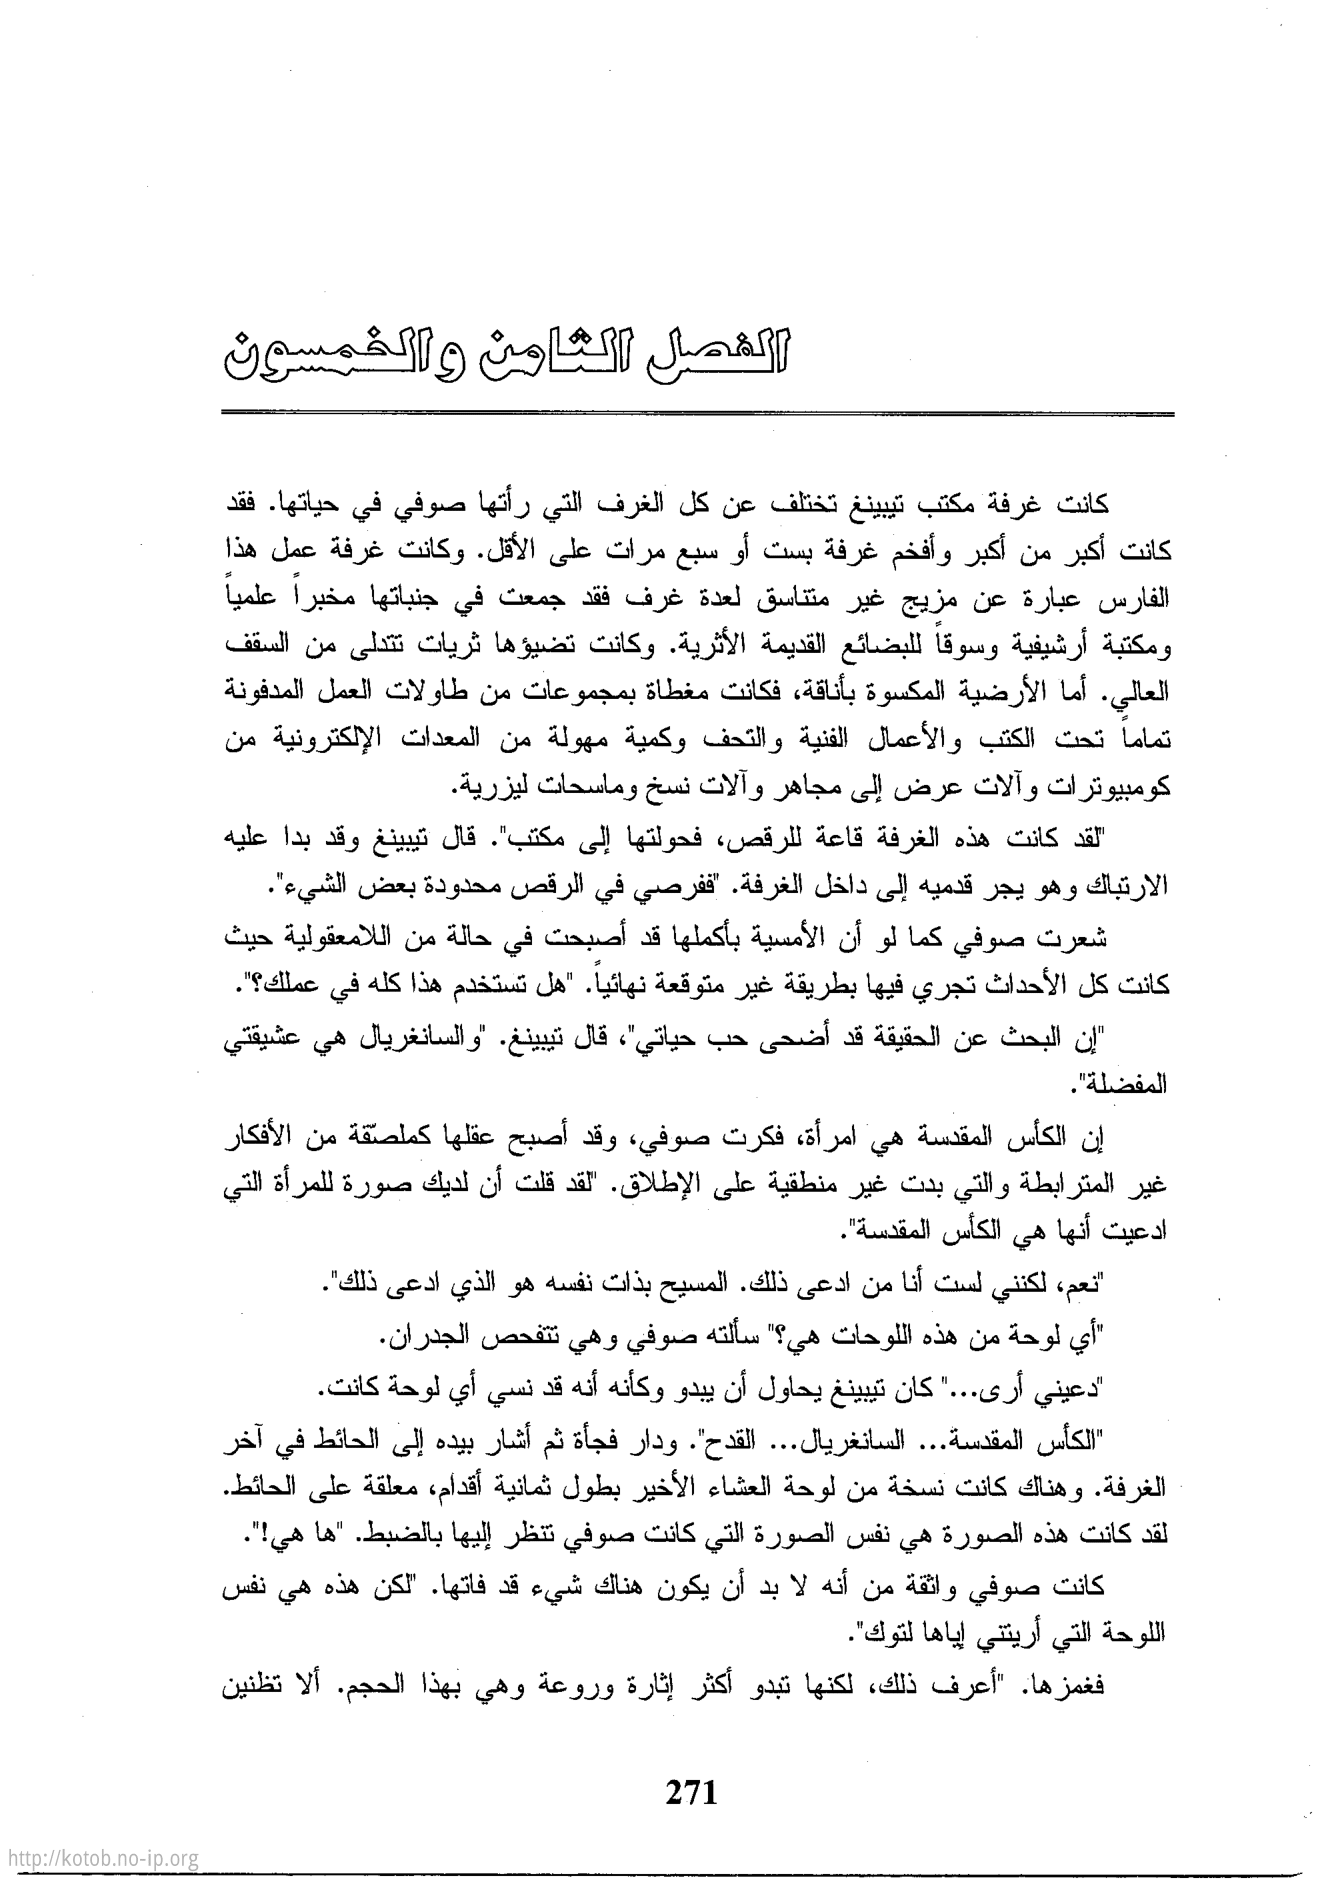 الفصل الثامن والخمسون
كانت غرفة مكتب تيبينغ تختلف عن كل الغرف التي رأتها صوفي في حياتها. فقد
كانت أكبر من أكبر وأفخم غرفة بست أو سبع مرات على الأقل. وكانت غرفة عمل هذا
الفارس عبارة عن مزيج غير متناسق لعدة غرف فقد جمعت في جنباتها مخبراً علمياً
ومكتبة أرشيفية وسوقاً للبضائع القديمة الأثرية. وكانت تضيؤها ثريات تتدلى من السقف
العالي. أما الأرضية المكسوة بأناقة، فكانت مغطاة بمجموعات من طاولات العمل المدفونة
تماماً تحت الكتب والأعمال الفنية والتحف وكمية مهولة من المعدات الإلكترونية من
كومبيوترات وآلات عرض إلى مجاهر وآلات نسخ وماسحات ليزرية.
"لقد كانت هذه الغرفة قاعة للرقص، فحولتها إلى مكتب". قال تيبينغ وقد بدا عليه
الارتباك وهو يجر قدميه إلى داخل الغرفة. "ففرصي في الرقص محدودة بعض الشيء".
شعرت صوفي كما لو أن الأمسية بأكملها قد أصبحت في حالة من اللامعقولية حيث
كانت كل الأحداث تجري فيها بطريقة غير متوقعة نهائياً. "هل تستخدم هذا كله في عملك؟".
"إن البحث عن الحقيقة قد أضحى حب حياتي"، قال تيبينغ. "والسانغريال هي عشيقتي
المفضلة".
إن الكأس المقدسة هي امرأة، فكرت صوفي، وقد أصبح عقلها كملصقة من الأفكار
غير المترابطة والتي بدت غير منطقية على الإطلاق. "لقد قلت أن لديك صورة للمرأة التي
ادعيت أنها هي الكأس المقدسة".
"نعم، لكنني لست أنا من ادعى ذلك. المسيح بذات نفسه هو الذي ادعى ذلك".
"أي لوحة من هذه اللوحات هي؟" سألته صوفي وهي تتفحص الجدران.
"دعيني أرى..." كان تيبينغ يحاول أن يبدو وكأنه أنه قد نسي أي لوحة كانت.
"الكأس المقدسة... السانغريال... القدح". ودار فجأة ثم أشار بيده إلى الحائط في آخر
الغرفة. وهناك كانت نسخة من لوحة العشاء الأخير بطول ثمانية أقدام، معلقة على الحائط.
لقد كانت هذه الصورة هي نفس الصورة التي كانت صوفي تنظر إليها بالضبط. "ها هي!".
كانت صوفي واثقة من أنه لا بد أن يكون هناك شيء قد فاتها. "لكن هذه هي نفس
اللوحة التي أريتني إياها لتوك".
فغمزها. "أعرف ذلك، لكنها تبدو أكثر إثارة وروعة وهي بهذا الحجم. ألا تظنين
271
http://kotob.no-ip.org